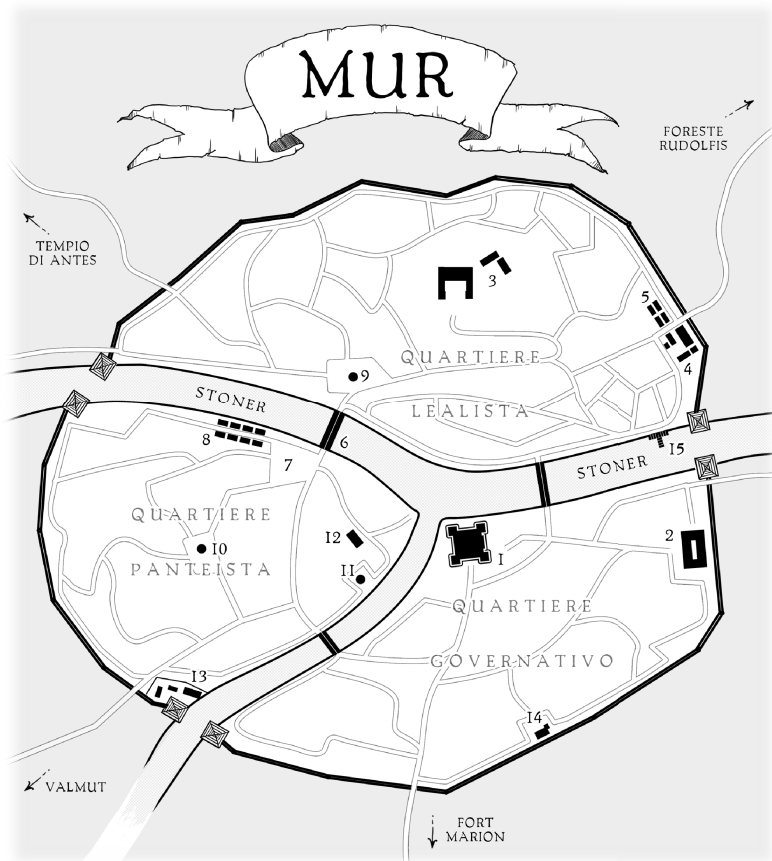 MUR
FORESTE
RUDOLFIS
TEMPIO
DI ANTES
3
5
QUARTIERE
4
9
STONER
LEALISTA
6
8
15
7
STONER
QUARTIERE
12
2
10
1
PANTEISTA
11
QUARTIERE
GOVERNATIVO
13
14
VALMUT
FORT
MARION